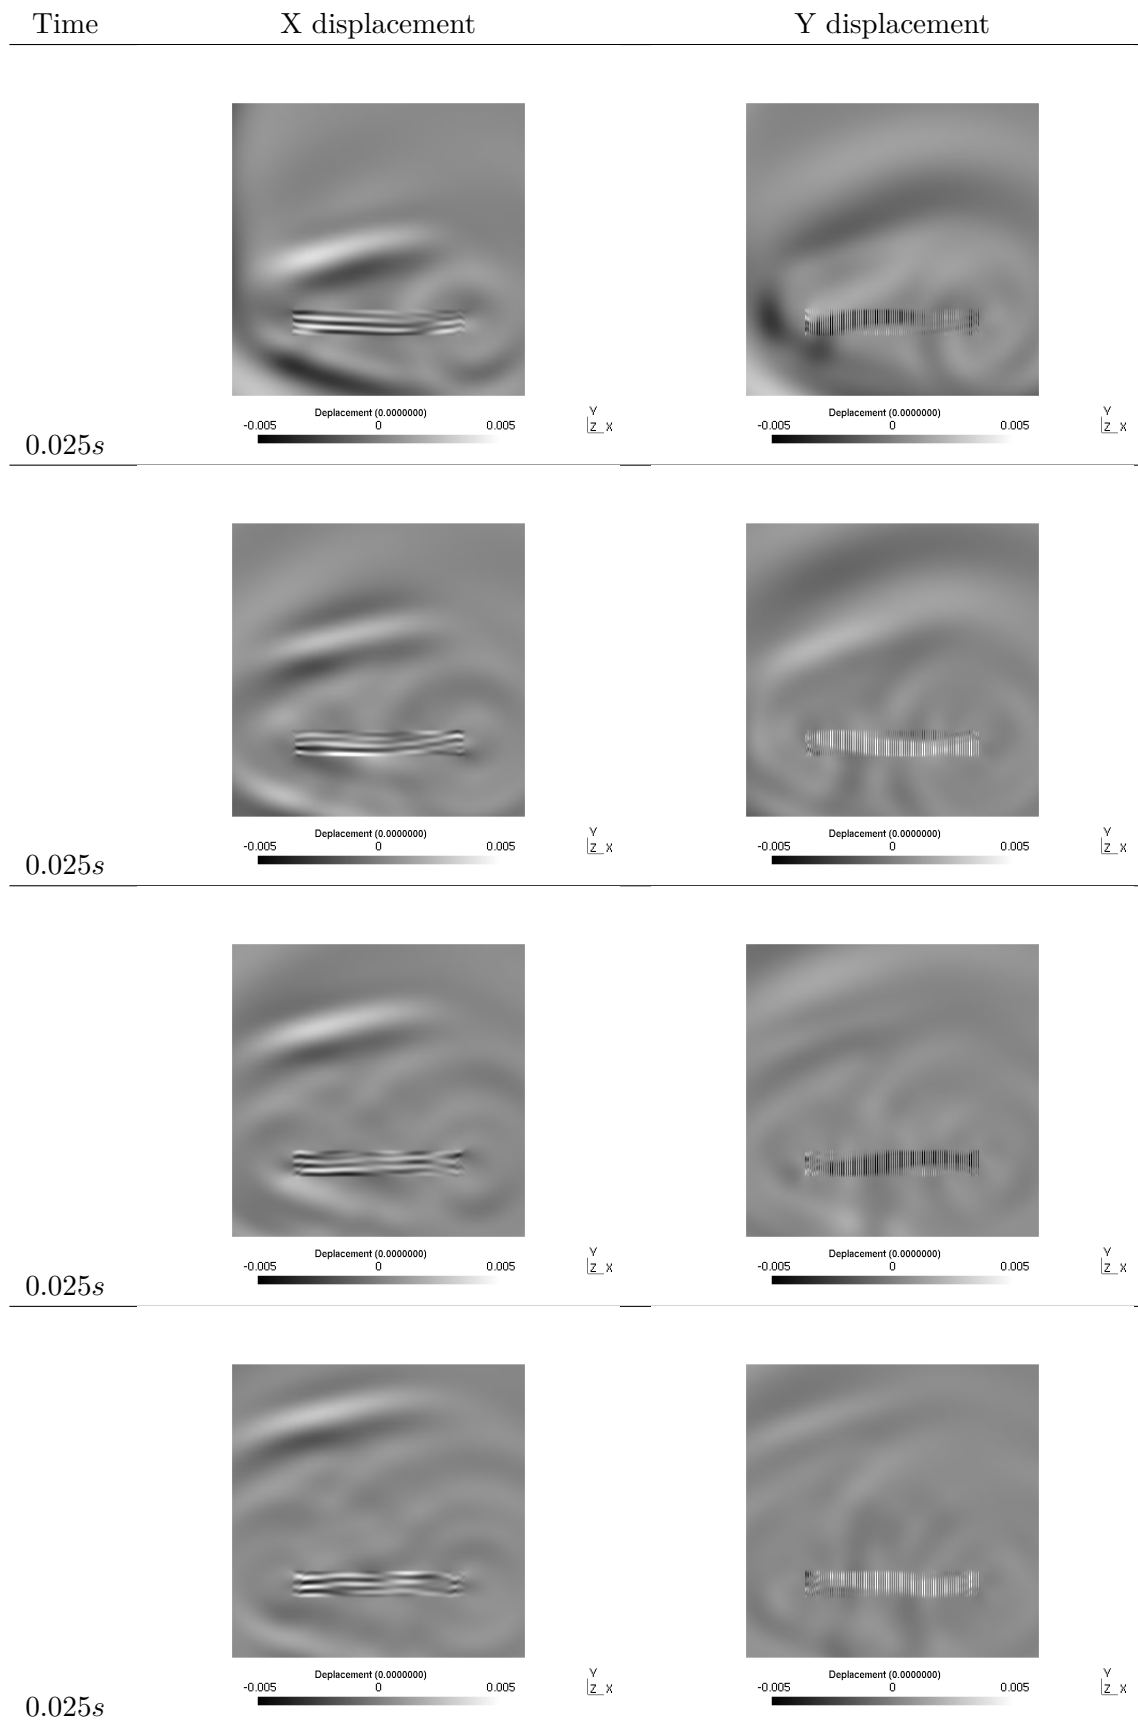 Time X displacement Y displacement
Deplacement (0.0000000) Deplacement (0.0000000)
-0.005 0 0.005 Y Z X -0.005 0 0.005 Y Z X
0.025s
Deplacement (0.0000000) Deplacement (0.0000000)
-0.005 0 0.005 Y Z X -0.005 0 0.005 Y Z X
0.025s
Deplacement (0.0000000) Deplacement (0.0000000)
-0.005 0 0.005 Y Z X -0.005 0 0.005 Y Z X
0.025s
Deplacement (0.0000000) Deplacement (0.0000000)
-0.005 0 0.005 Y Z X -0.005 0 0.005 Y Z X
0.025s